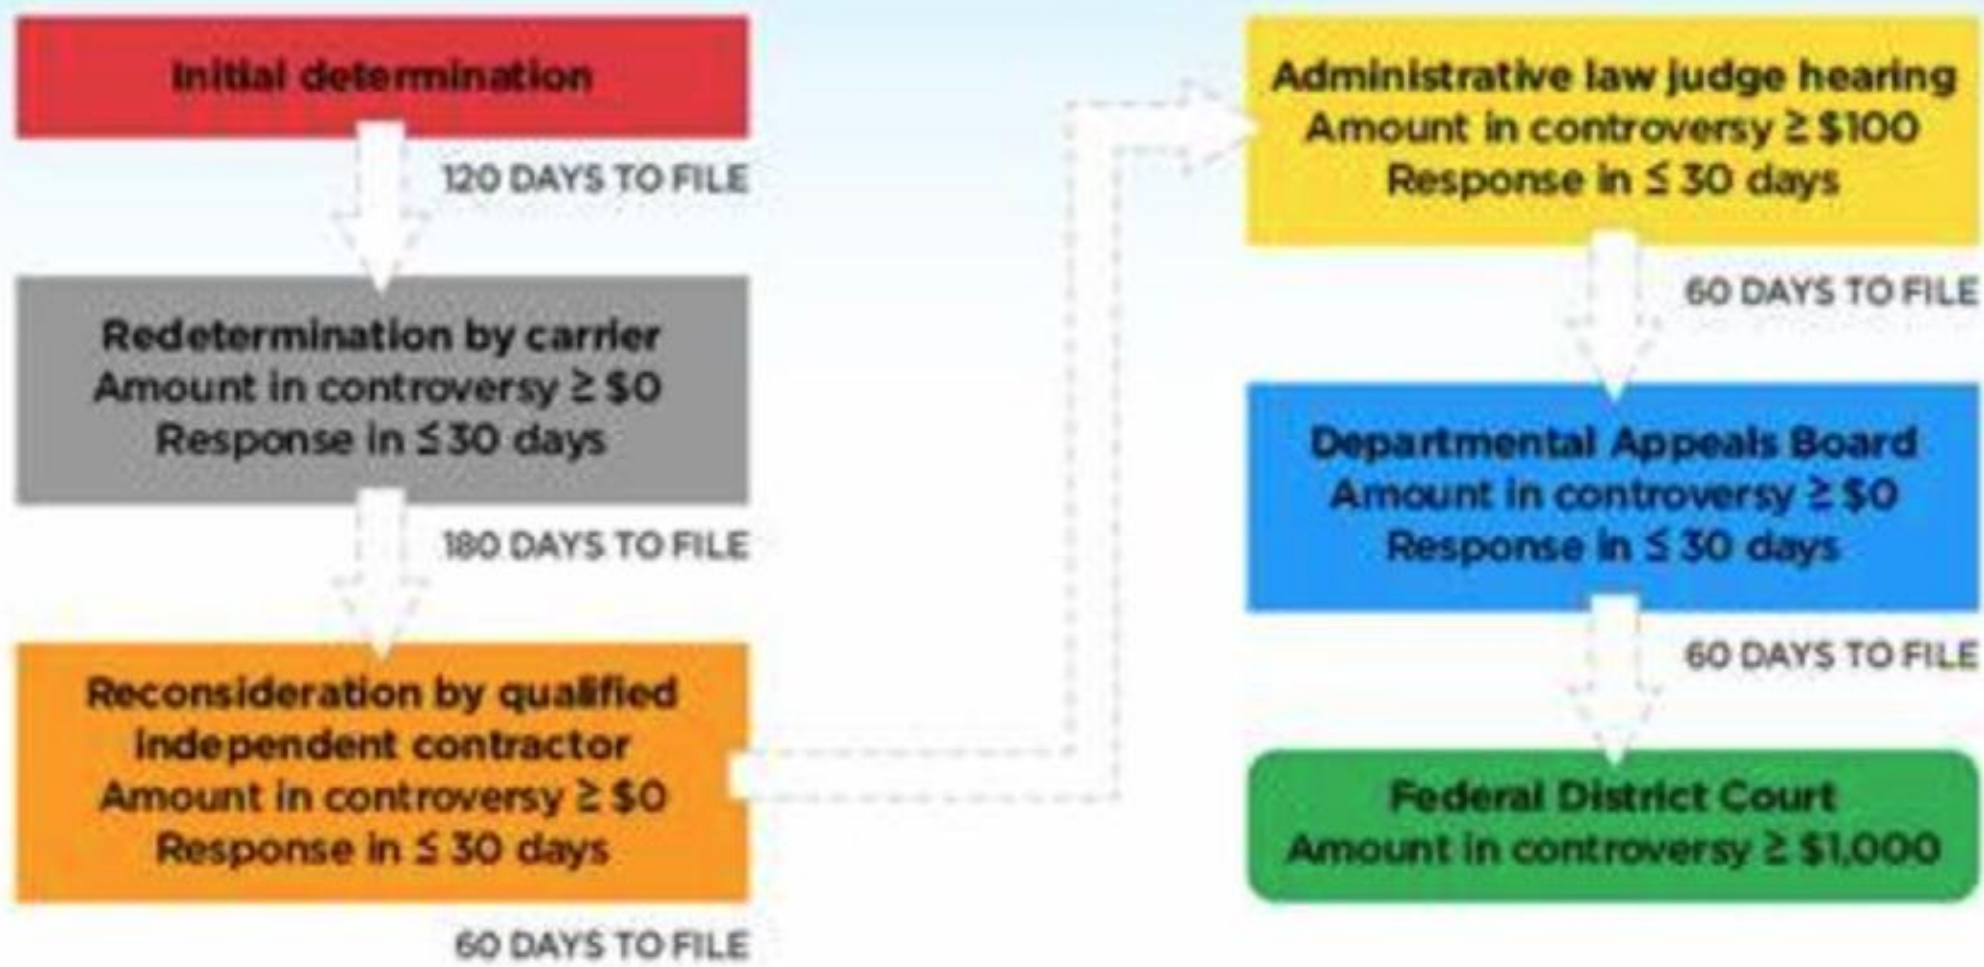 Initial determination
120 DAYS TO FILE
Redetermination by carrier
Amount in controversy ≥ $0
Response in ≤ 30 days
180 DAYS TO FILE
Reconsideration by qualified
independent contractor
Amount in controversy ≥ $0
Response in ≤ 30 days
60 DAYS TO FILE
Administrative law judge hearing
Amount in controversy ≥ $100
Response in ≤ 30 days
60 DAYS TO FILE
Departmental Appeals Board
Amount in controversy ≥ $0
Response in ≤ 30 days
60 DAYS TO FILE
Federal District Court
Amount in controversy ≥ $1,000